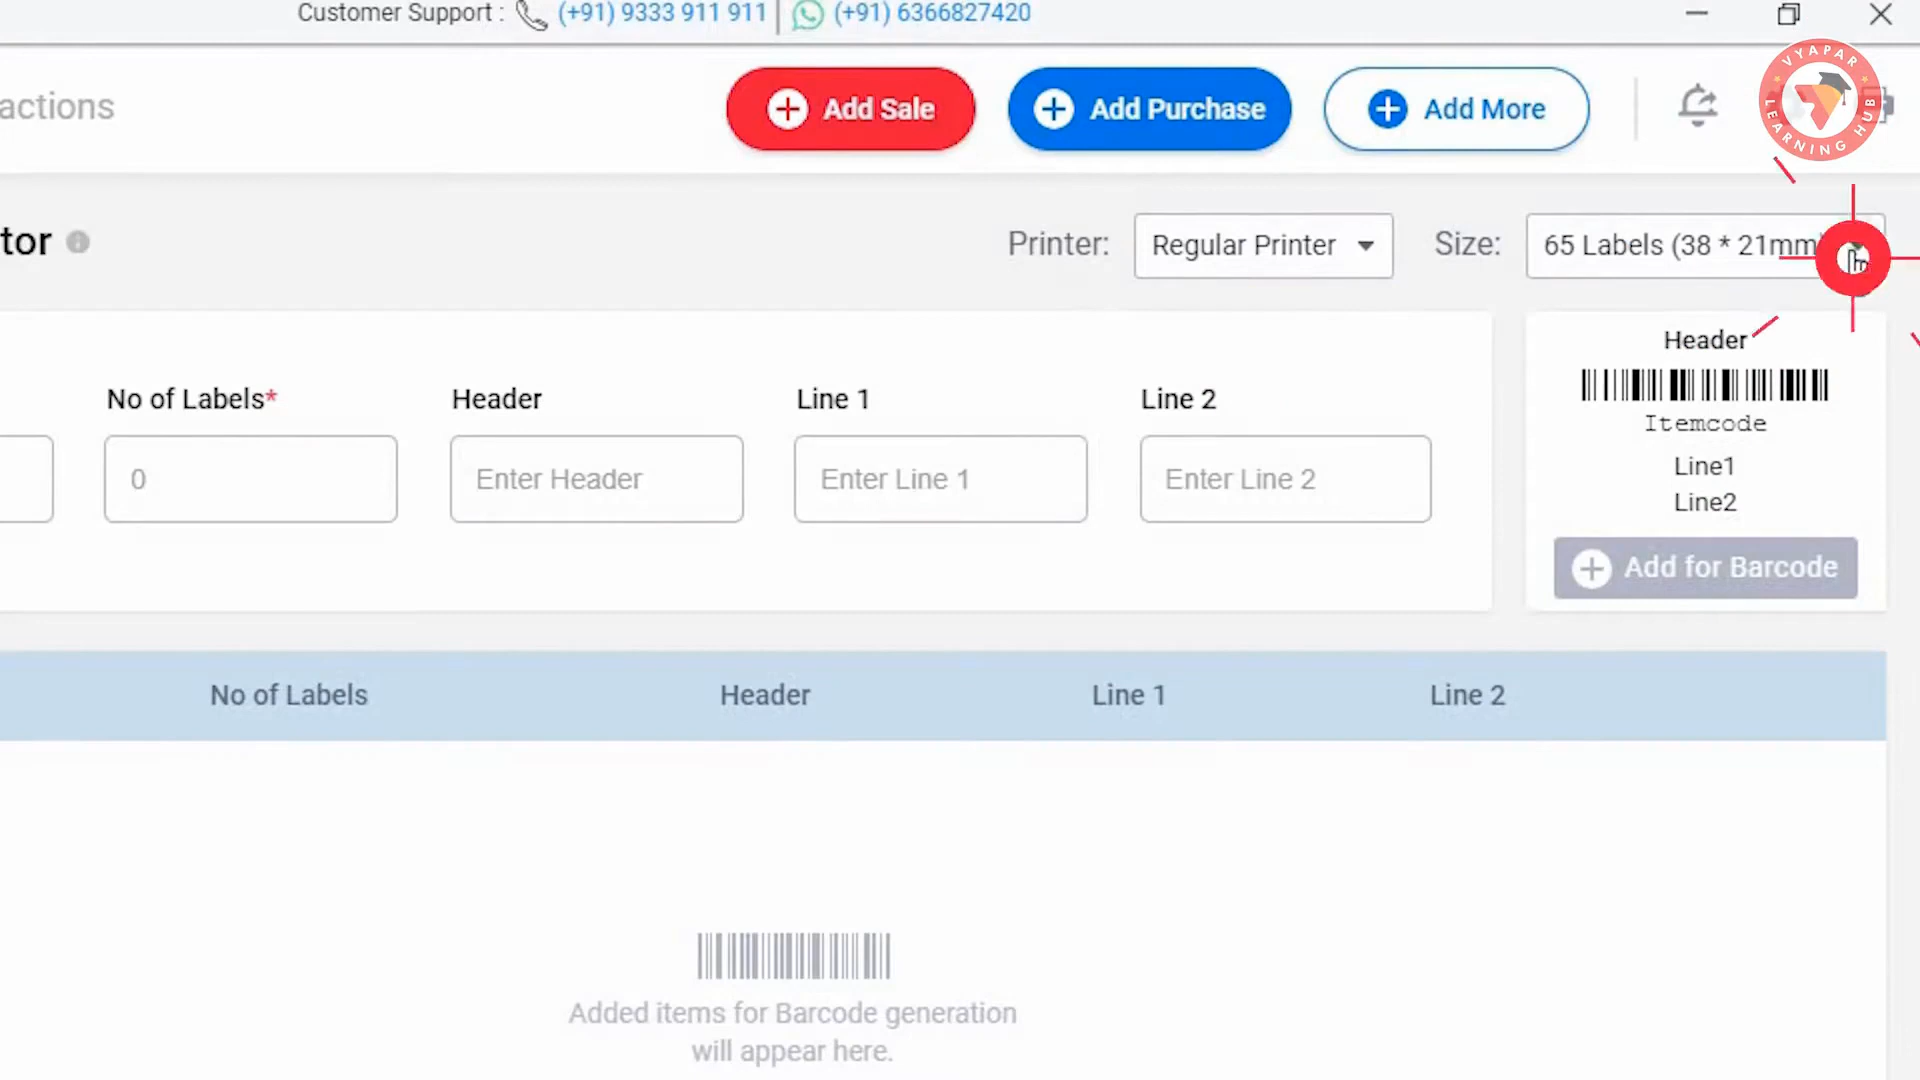 Customer Support : (+91) 9333 911 911 | (+91) 6366827420
VYAPAR
LEARNING HUB
actions
Add Sale
Add Purchase
Add More
tor
Printer:
Regular Printer
Size:
65 Labels (38 * 21mm
No of Labels*
Header
Line 1
Line 2
0
Enter Header
Enter Line 1
Enter Line 2
Header
Itemcode
Line1
Line2
Add for Barcode
No of Labels
Header
Line 1
Line 2
Added items for Barcode generation
will appear here.